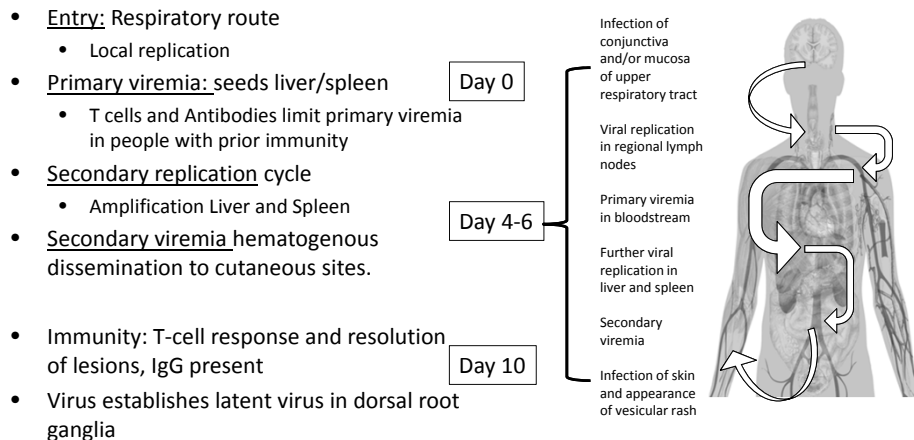 • Entry: Respiratory route
• Local replication
• Primary viremia: seeds liver/spleen
• T cells and Antibodies limit primary viremia
in people with prior immunity
• Secondary replication cycle
• Amplification Liver and Spleen
• Secondary viremia hematogenous
dissemination to cutaneous sites.
• Immunity: T-cell response and resolution
of lesions, IgG present
• Virus establishes latent virus in dorsal root
ganglia
Day 0
Day 4-6
Day 10
Infection of
conjunctiva
and/or mucosa
of upper
respiratory tract
Viral replication
in regional lymph
nodes
Primary viremia
in bloodstream
Further viral
replication in
liver and spleen
Secondary
viremia
Infection of skin
and appearance
of vesicular rash